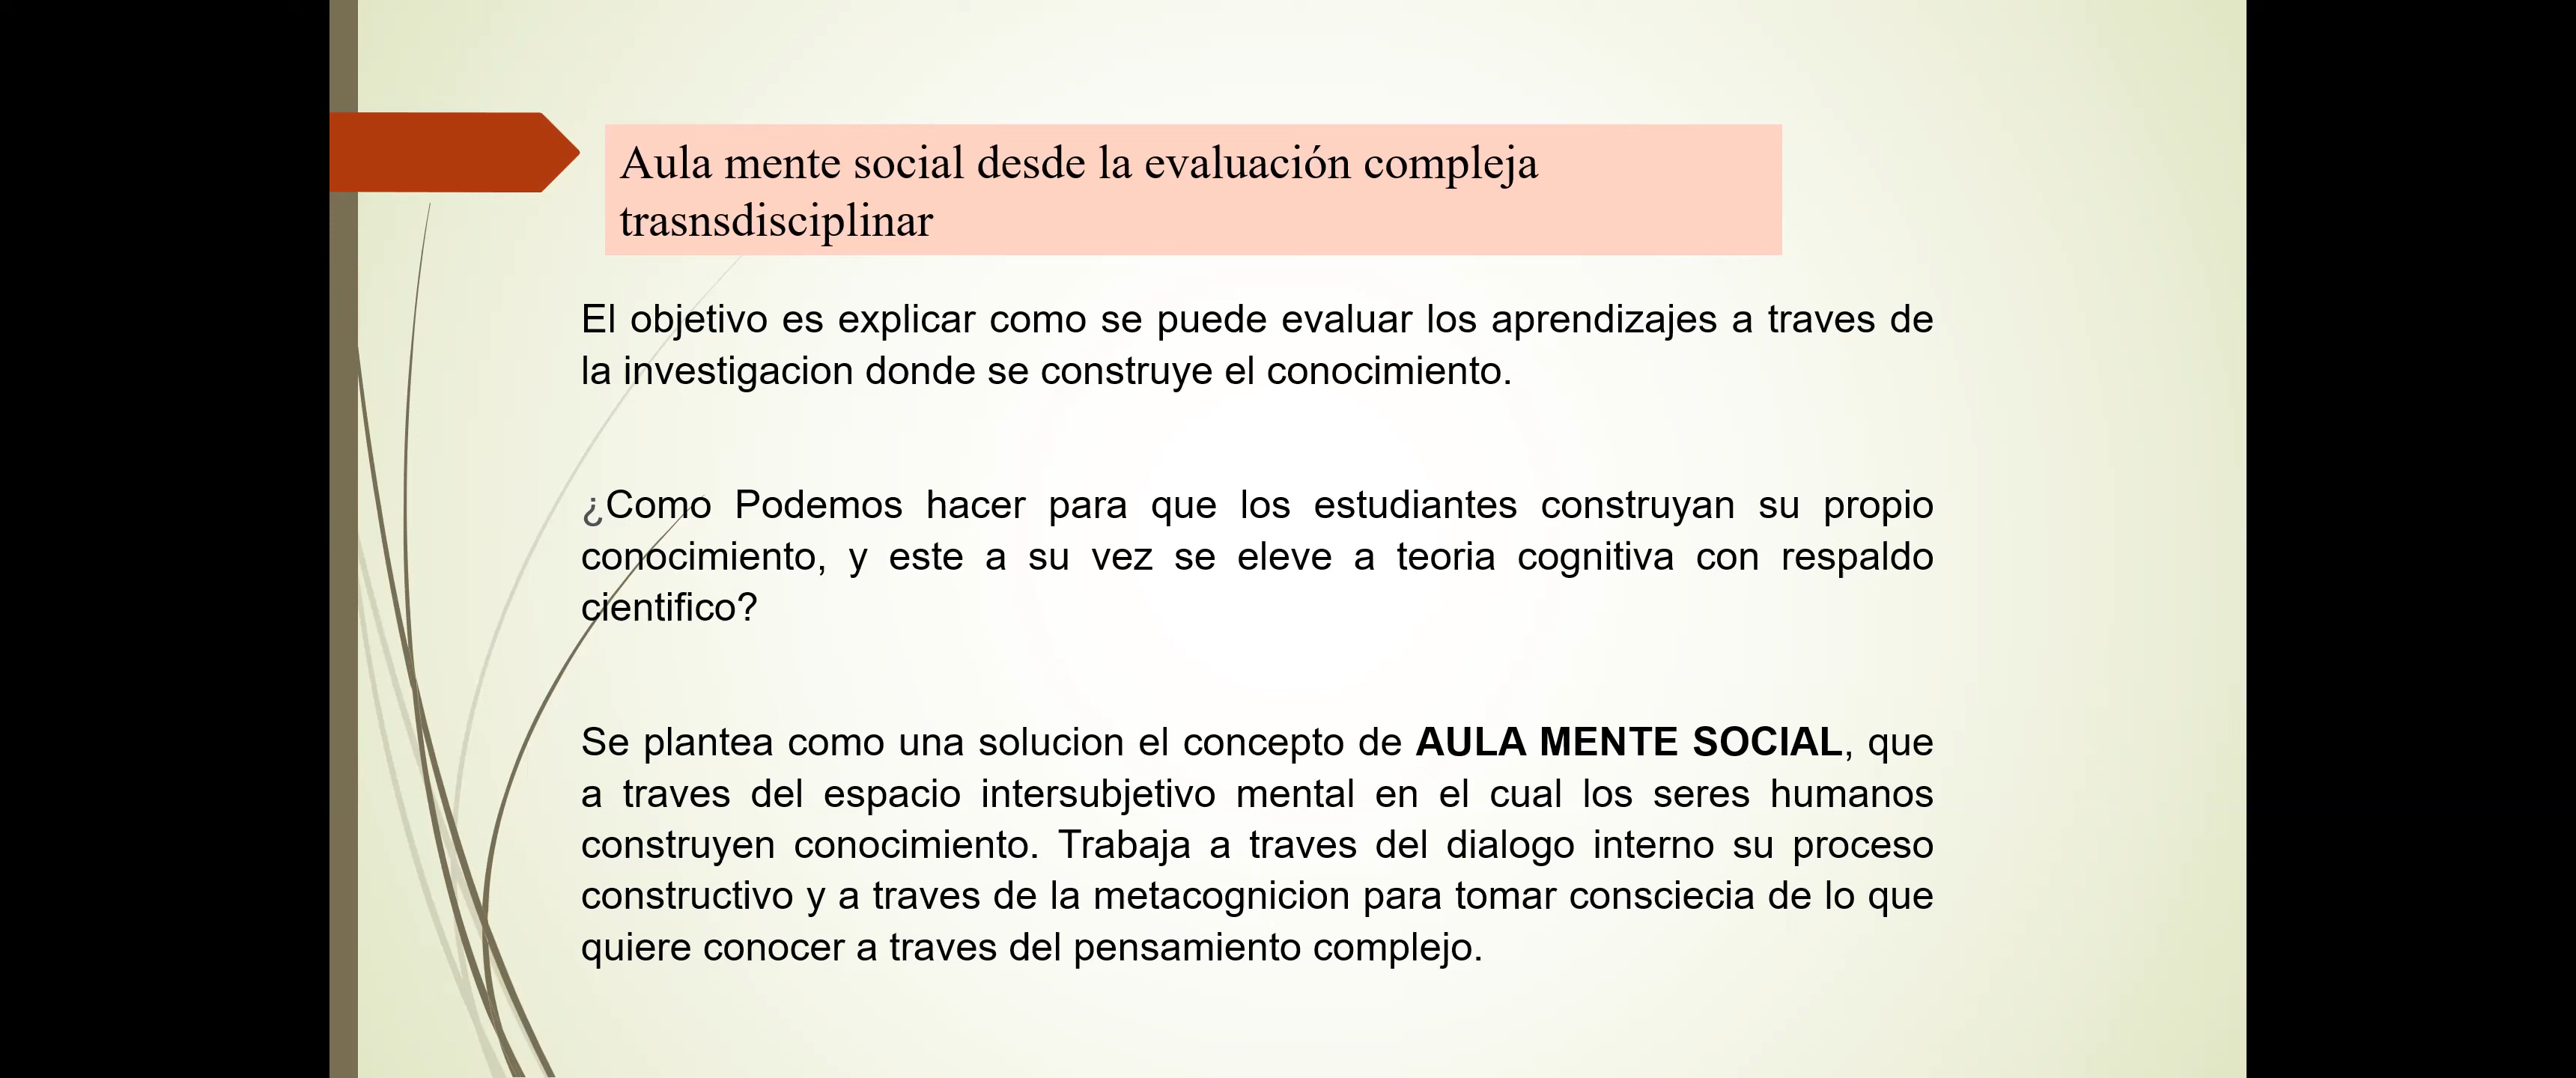 Aula mente social desde la evaluación compleja
trasnsdisciplinar
El objetivo es explicar como se puede evaluar los aprendizajes a traves de
la investigacion donde se construye el conocimiento.
¿Como Podemos hacer para que los estudiantes construyan su propio
conocimiento, y este a su vez se eleve a teoria cognitiva con respaldo
cientifico?
Se plantea como una solucion el concepto de AULA MENTE SOCIAL, que
a traves del espacio intersubjetivo mental en el cual los seres humanos
construyen conocimiento. Trabaja a traves del dialogo interno su proceso
constructivo y a traves de la metacognicion para tomar consciecia de lo que
quiere conocer a traves del pensamiento complejo.